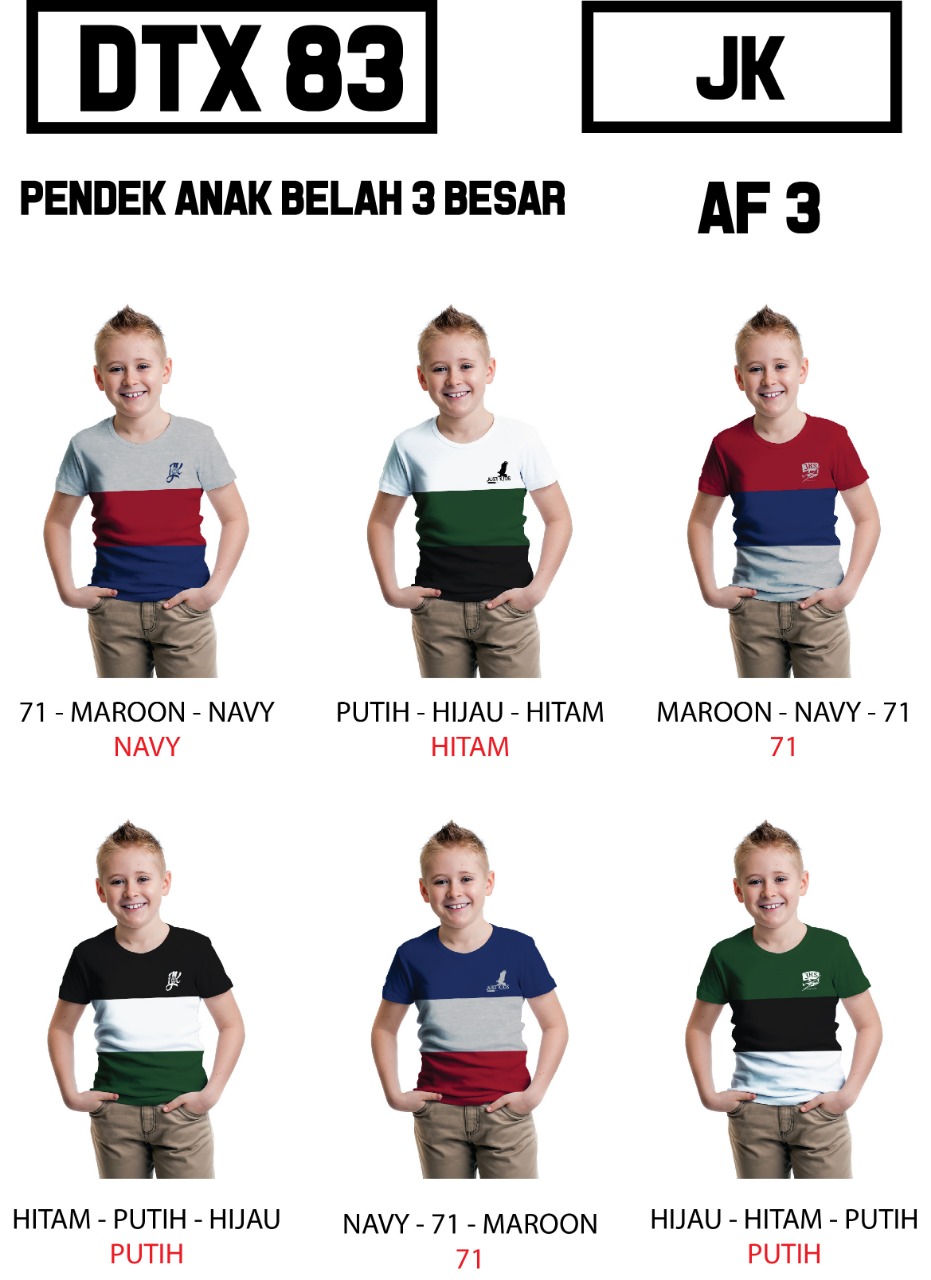 DTX 83
JK
PENDEK ANAK BELAH 3 BESAR
AF 3
71 - MAROON - NAVY
NAVY
PUTIH - HIJAU - HITAM
HITAM
MAROON - NAVY - 71
71
HITAM - PUTIH - HIJAU
PUTIH
NAVY - 71 - MAROON
71
HIJAU - HITAM - PUTIH
PUTIH